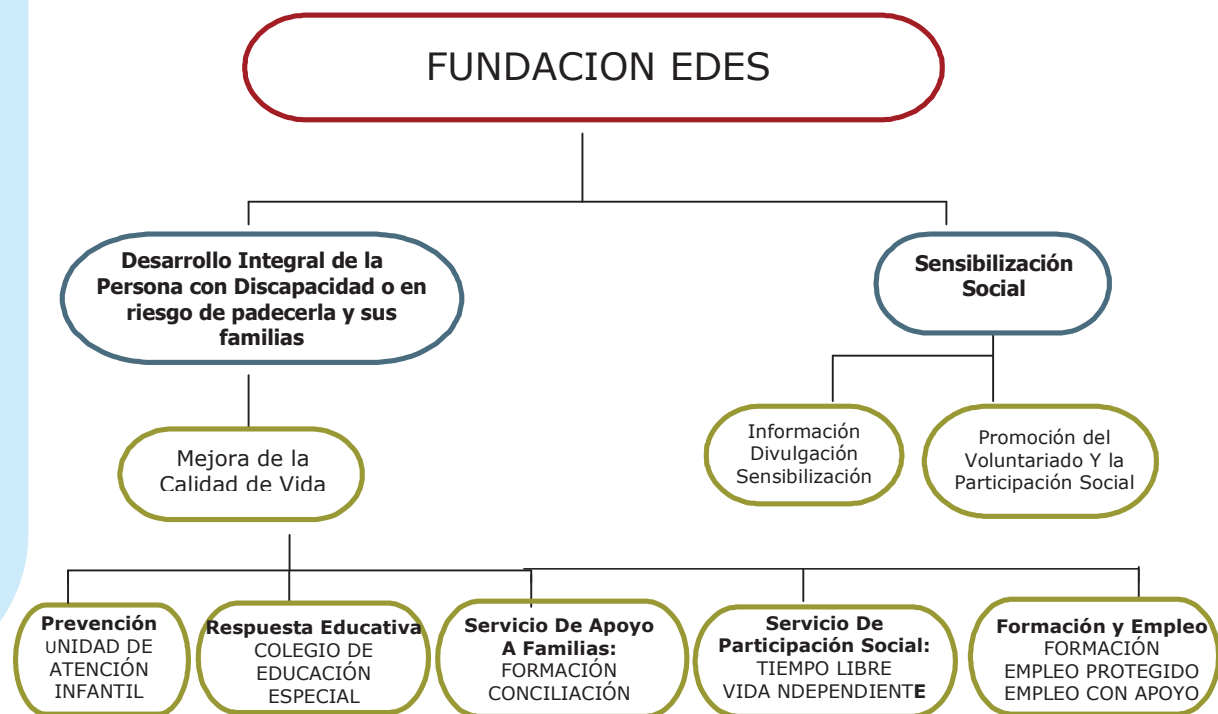 FUNDACION EDES
Desarrollo Integral de la
Persona con Discapacidad o en
riesgo de padecerla y sus
familias
Sensibilización
Social
Mejora de la
Calidad de Vida
Información
Divulgación
Sensibilización
Promoción del
Voluntariado Y la
Participación Social
Prevención
uNIDAD DE
ATENCIÓN
INFANTIL
Respuesta Educativa
COLEGIO DE
EDUCACIÓN
ESPECIAL
Servicio De Apoyo
A Familias:
FORMACIÓN
CONCILIACIÓN
Servicio De
Participación Social:
TIEMPO LIBRE
VIDA NDEPENDIENTE
Formación y Empleo
FORMACIÓN
EMPLEO PROTEGIDO
EMPLEO CON APOYO